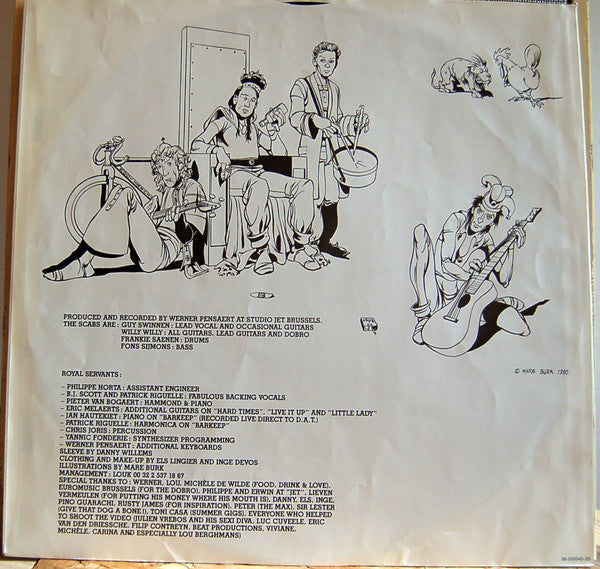 PRODUCED AND RECORDED BY WERNER PENSAERT AT STUDIO JET BRUSSELS.
THE SCABS ARE : GUY SWINNEN : LEAD VOCAL AND OCCASIONAL GUITARS
WILLY WILLY : ALL GUITARS, LEAD GUITARS AND DOBRO
FRANKIE SAENEN : DRUMS
FONS SIJMONS : BASS
© MARE BURK 1990
ROYAL SERVANTS :
– PHILIPPE HORTA : ASSISTANT ENGINEER
– B.J. SCOTT AND PATRICK RIGUELLE : FABULOUS BACKING VOCALS
– PIETER VAN BOGAERT : HAMMOND & PIANO
– ERIC MELAERTS : ADDITIONAL GUITARS ON "HARD TIMES", "LIVE IT UP" AND "LITTLE LADY"
– JAN HAUTEKIET : PIANO ON "BARKEEP" (RECORDED LIVE DIRECT TO D.A.T.)
– PATRICK RIGUELLE : HARMONICA ON "BARKEEP"
– CHRIS JORIS : PERCUSSION
– YANNIC FONDERIE : SYNTHESIZER PROGRAMMING
– WERNER PENSAERT : ADDITIONAL KEYBOARDS
SLEEVE BY DANNY WILLEMS
CLOTHING AND MAKE-UP BY ELS LINGIER AND INGE DEVOS
ILLUSTRATIONS BY MARE BURK
MANAGEMENT : LOUK 00 32 2 537 18 67
SPECIAL THANKS TO : WERNER, LOU, MICHÈLE DE WILDE (FOOD, DRINK & LOVE),
EUROMUSIC BRUSSELS (FOR THE DOBRO), PHILIPPE AND ERWIN AT "JET", LIEVEN
VERMEULEN (FOR PUTTING HIS MONEY WHERE HIS MOUTH IS), DANNY, ELS, INGE,
PINO GUARACHI, RUSTY JAMES (FOR INSPIRATION), PETER (THE MAX), SIR LESTER
(GIVE THAT DOG A BONE!), TONI CASA (SUMMER GIGS), EVERYONE WHO HELPED
TO SHOOT THE VIDEO (JULIEN VREBOS AND HIS SEXI DIVA, LUC CUVEELE, ERIC
VAN DEN DRIESSCHE, FILIP CONTREYN, BEAT PRODUCTIONS, VIVIANE,
MICHÈLE, CARINA AND ESPECIALLY LOU BERGHMANS)